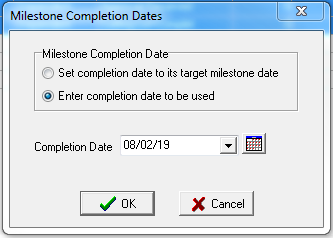 Milestone Completion Dates
Milestone Completion Date
Set completion date to its target milestone date
Enter completion date to be used
Completion Date 08/02/19
OK Cancel